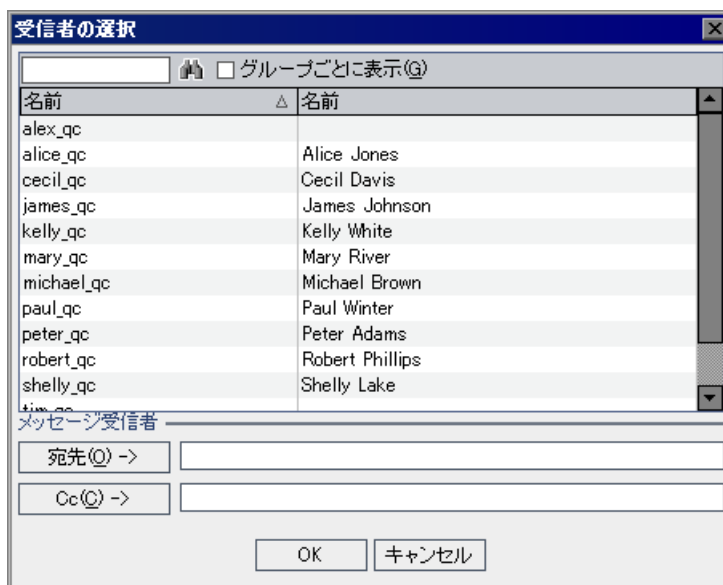 受信者の選択
グループごとに表示(G)
名前 名前
alex_qc
alice_qc Alice Jones
cecil_qc Cecil Davis
james_qc James Johnson
kelly_qc Kelly White
mary_qc Mary River
michael_qc Michael Brown
paul_qc Paul Winter
peter_qc Peter Adams
robert_qc Robert Phillips
shelly_qc Shelly Lake
メッセージ受信者
宛先(O) ->
Cc(C) ->
OK キャンセル